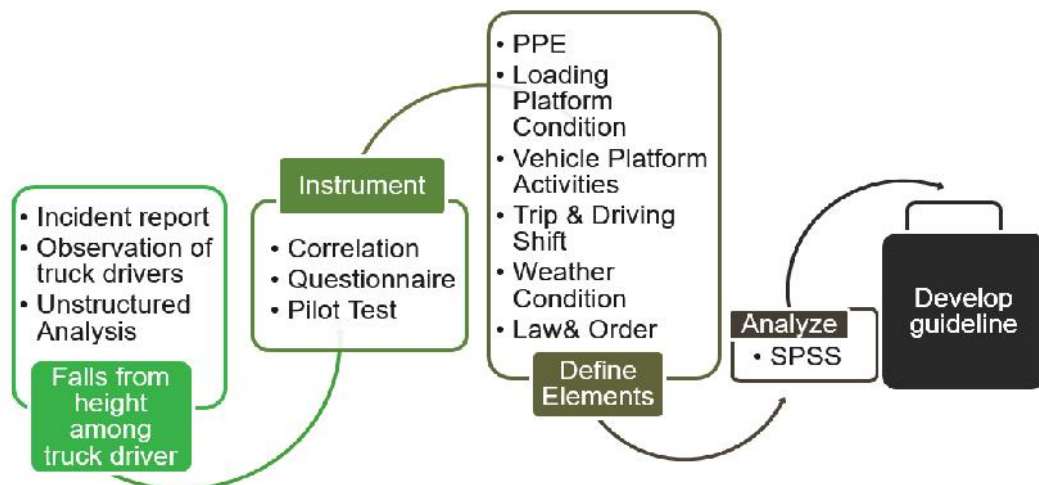 • Incident report
• Observation of
truck drivers
• Unstructured
Analysis
Falls from
height
among
truck driver
Instrument
• Correlation
• Questionnaire
• Pilot Test
• PPE
• Loading
Platform
Condition
• Vehicle Platform
Activities
• Trip & Driving
Shift
• Weather
Condition
• Law& Order
Define
Elements
Analyze
• SPSS
Develop
guideline